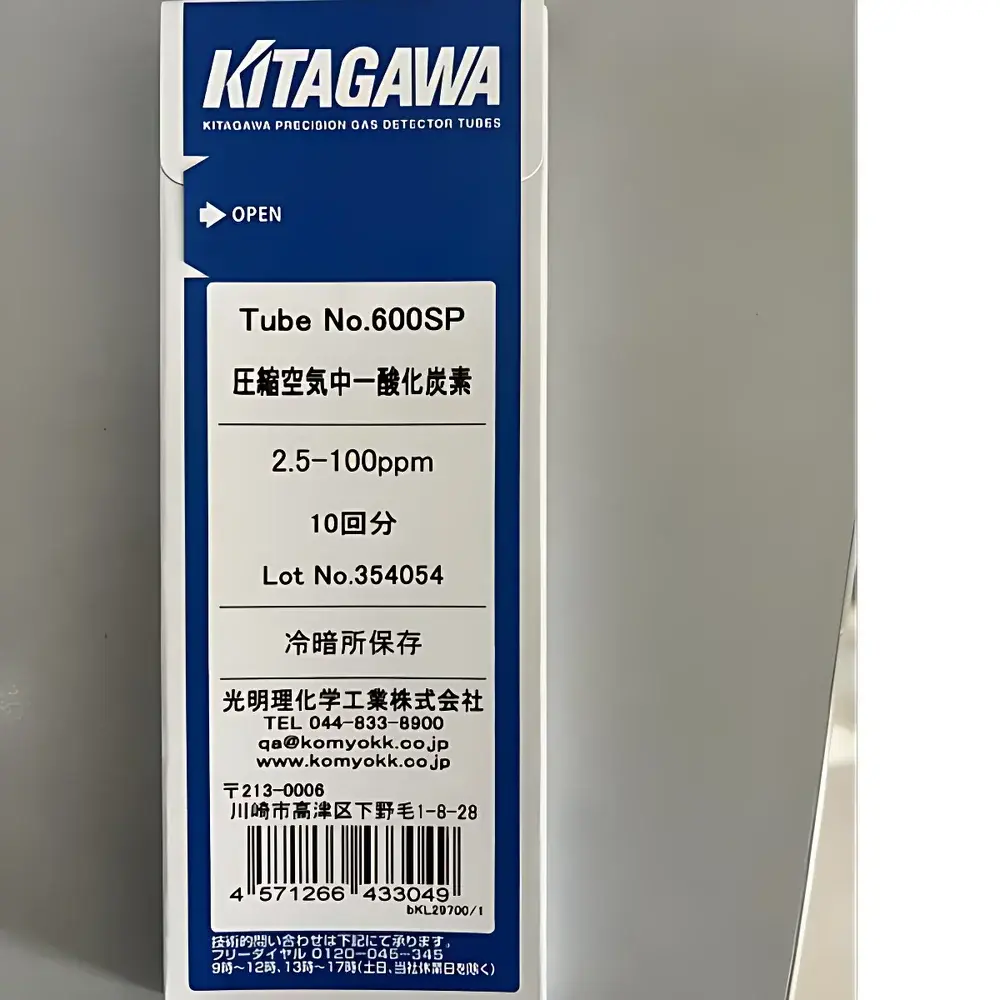 KITAGAWA
KITAGAWA PRECISION GAS DETECTOR TUBES
OPEN
Tube No.600SP
圧縮空気中一酸化炭素
2.5-100ppm
10回分
Lot No.354054
冷暗所保存
光明理化学工業株式会社
TEL 044-833-8900
qa@komyokk.co.jp
www.komyokk.co.jp
〒213-0006
川崎市高津区下野毛1-8-28
4 571266 433049
bKL29700/1
技術的問い合わせは下記にて承ります。
フリーダイヤル 0120-045-345
9時～12時、13時～17時(土日、当社休業日を除く)